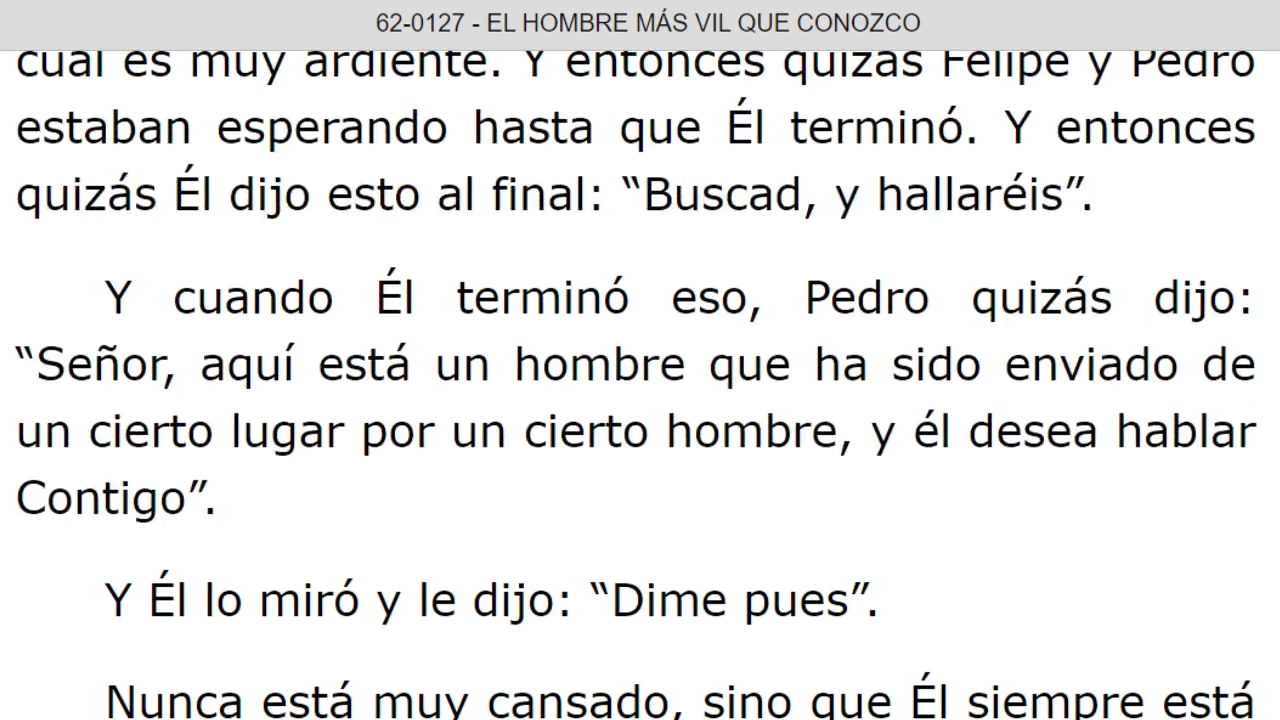 62-0127 - EL HOMBRE MÁS VIL QUE CONOZCO
cual es muy ardiente. Y entonces quizás Felipe y Pedro
estaban esperando hasta que Él terminó. Y entonces
quizás Él dijo esto al final: “Buscad, y hallaréis”.
Y cuando Él terminó eso, Pedro quizás dijo:
“Señor, aquí está un hombre que ha sido enviado de
un cierto lugar por un cierto hombre, y él desea hablar
Contigo”.
Y Él lo miró y le dijo: “Dime pues”.
Nunca está muy cansado, sino que Él siempre está